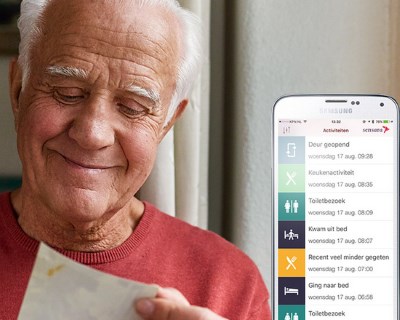 SAMSUNG
19:32
Activiteiten
sensara
Deur geopend
woensdag 17 aug. 09:28
Keukenactiviteit
woensdag 17 aug. 08:35
Toiletbezoek
woensdag 17 aug. 08:09
Kwam uit bed
woensdag 17 aug. 08:07
Recent veel minder gegeten
woensdag 17 aug. 07:00
Ging naar bed
woensdag 17 aug. 06:58
Toiletbezoek